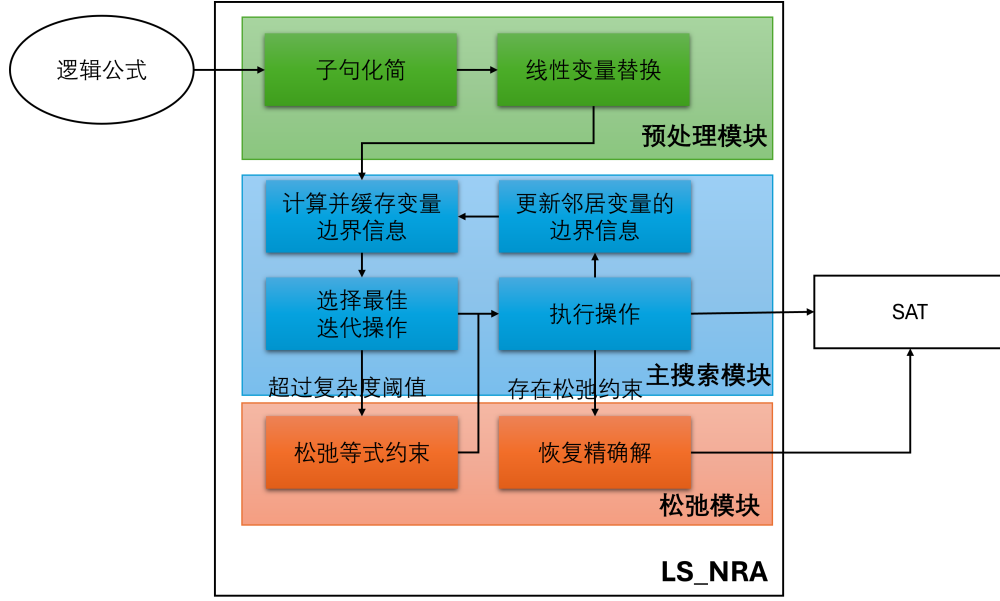 逻辑公式
子句化简
线性变量替换
预处理模块
计算并缓存变量
边界信息
更新邻居变量的
边界信息
选择最佳
迭代操作
执行操作
SAT
主搜索模块
超过复杂度阈值
存在松弛约束
松弛等式约束
恢复精确解
松弛模块
LS_NRA